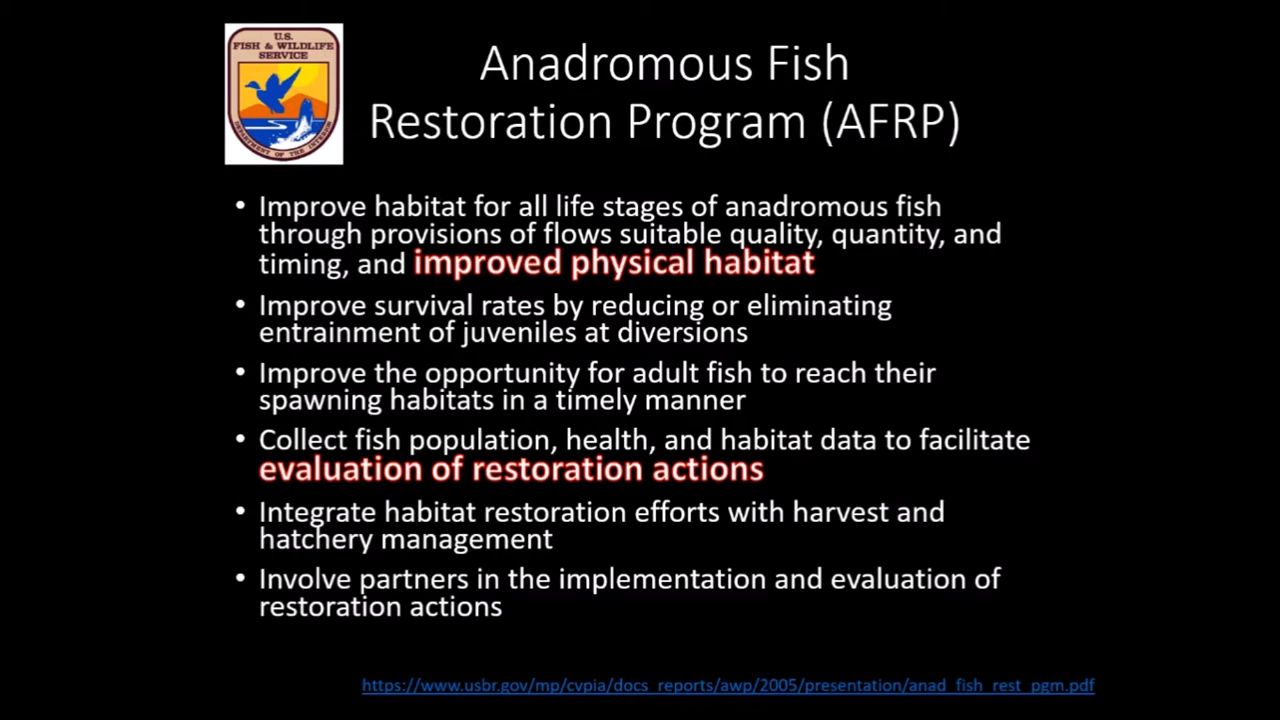 U.S.
FISH & WILDLIFE
SERVICE
DEPARTMENT OF THE INTERIOR
Anadromous Fish
Restoration Program (AFRP)
• Improve habitat for all life stages of anadromous fish
through provisions of flows suitable quality, quantity, and
timing, and improved physical habitat
• Improve survival rates by reducing or eliminating
entrainment of juveniles at diversions
• Improve the opportunity for adult fish to reach their
spawning habitats in a timely manner
• Collect fish population, health, and habitat data to facilitate
evaluation of restoration actions
• Integrate habitat restoration efforts with harvest and
hatchery management
• Involve partners in the implementation and evaluation of
restoration actions
https://www.usbr.gov/mp/cvpia/docs_reports/awp/2005/presentation/anad_fish_rest_pgm.pdf